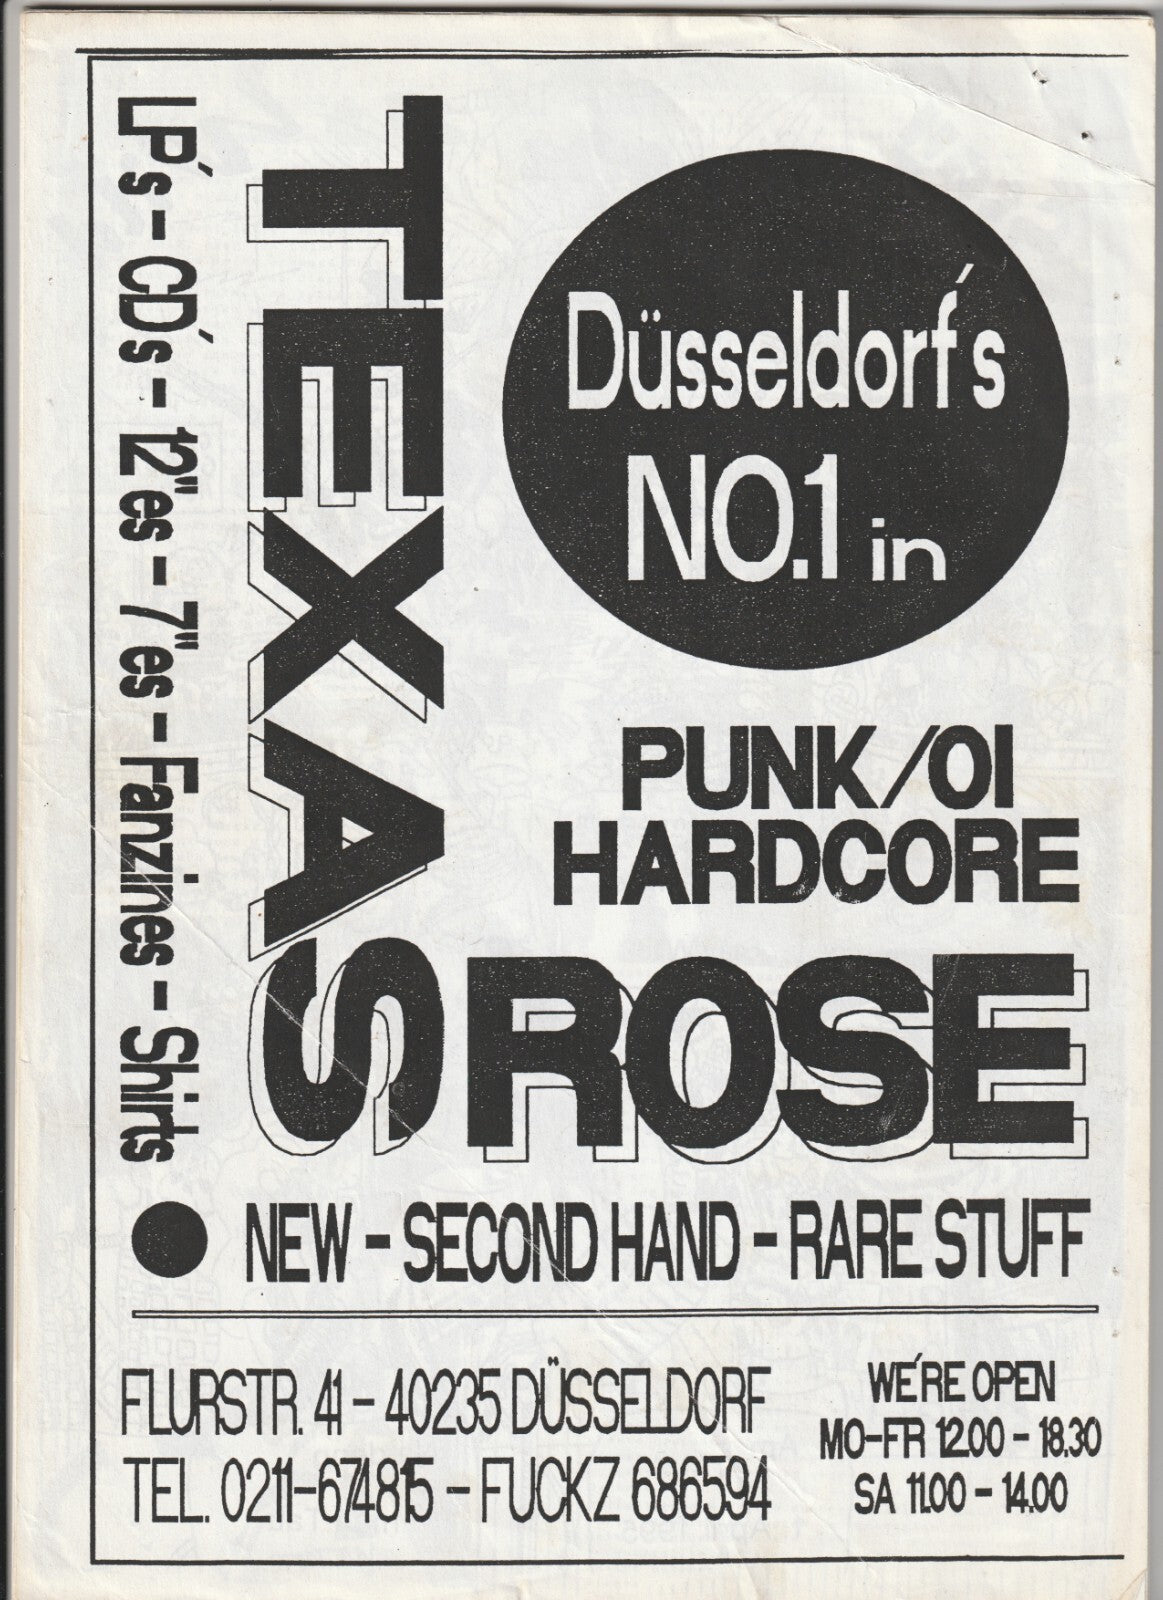 LP´s - CD´s - 12"es - 7"es - Fanzines - Shirts
TEXAS
Düsseldorf´s
NO.1 in
PUNK/OI
HARDCORE
ROSE
NEW - SECOND HAND - RARE STUFF
FLURSTR. 41 - 40235 DÜSSELDORF
TEL. 0211-674815 - FUCKZ 686594
WE´RE OPEN
MO-FR 12.00 - 18.30
SA 11.00 - 14.00